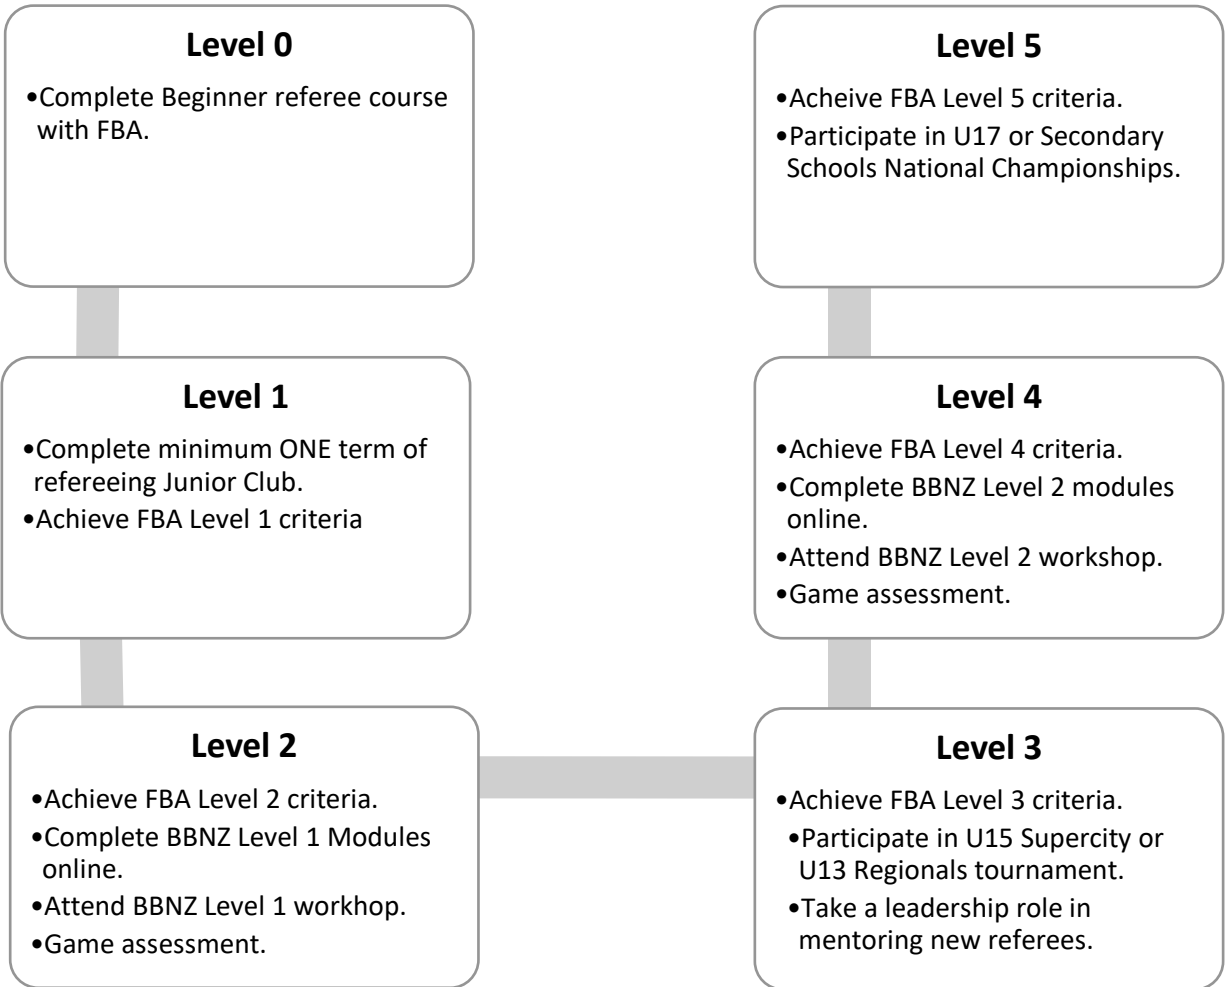 Level 0
•Complete Beginner referee course
with FBA.
Level 1
•Complete minimum ONE term of
refereeing Junior Club.
•Achieve FBA Level 1 criteria
Level 2
•Achieve FBA Level 2 criteria.
•Complete BBNZ Level 1 Modules
online.
•Attend BBNZ Level 1 workhop.
•Game assessment.
Level 3
•Achieve FBA Level 3 criteria.
•Participate in U15 Supercity or
U13 Regionals tournament.
•Take a leadership role in
mentoring new referees.
Level 4
•Achieve FBA Level 4 criteria.
•Complete BBNZ Level 2 modules
online.
•Attend BBNZ Level 2 workshop.
•Game assessment.
Level 5
•Acheive FBA Level 5 criteria.
•Participate in U17 or Secondary
Schools National Championships.